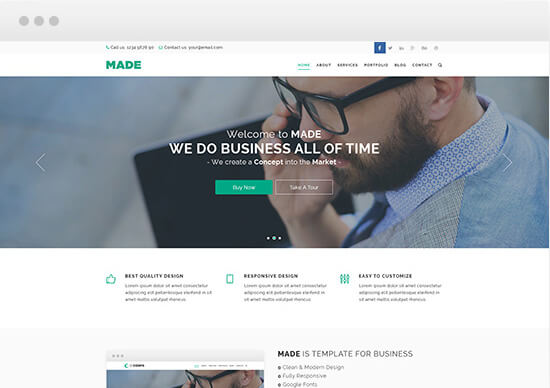 Call us: 1234 5678 90 Contact us: your@email.com
MADE
HOME ABOUT SERVICES PORTFOLIO BLOG CONTACT
Welcome to MADE
WE DO BUSINESS ALL OF TIME
- We create a Concept into the Market -
Buy Now Take A Tour
BEST QUALITY DESIGN
Lorem ipsum dolor sit amet consectetur
adipiscing elit pellentesque eleifend in mi
sit amet volutpat rhoncus
RESPONSIVE DESIGN
Lorem ipsum dolor sit amet consectetur
adipiscing elit pellentesque eleifend in mi
sit amet volutpat rhoncus
EASY TO CUSTOMIZE
Lorem ipsum dolor sit amet consectetur
adipiscing elit pellentesque eleifend in mi
sit amet volutpat rhoncus
MADE IS TEMPLATE FOR BUSINESS
Clean & Modern Design
Fully Responsive
Google Fonts